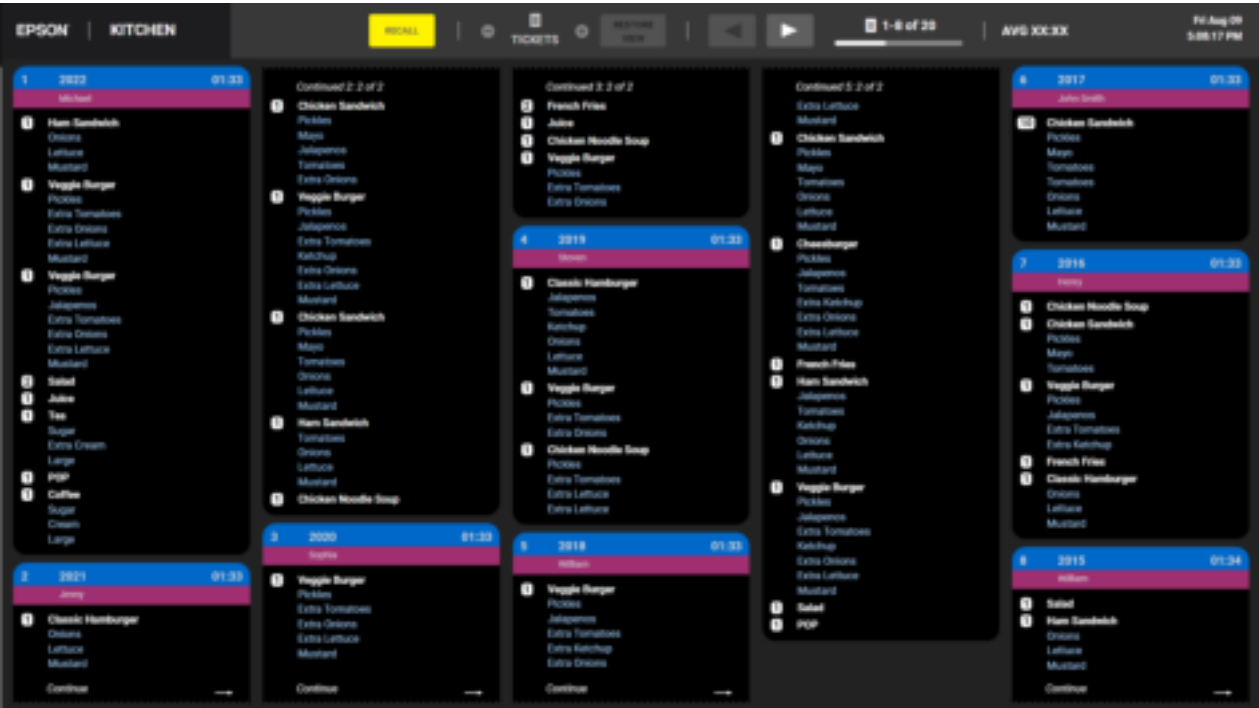 EPSON | KITCHEN
RECALL
TICKETS
RESTORE
VIEW
1-8 of 20
AVG XX:XX
Fri Aug 09
5:08:17 PM
1 2022 01:33
Michael
1 Ham Sandwich
Onions
Lettuce
Mustard
1 Veggie Burger
Pickles
Extra Tomatoes
Extra Onions
Extra Lettuce
Mustard
1 Veggie Burger
Pickles
Jalapenos
Extra Tomatoes
Extra Onions
Extra Lettuce
Mustard
2 Salad
1 Juice
1 Tea
Sugar
Extra Cream
Large
1 POP
1 Coffee
Sugar
Cream
Large
2 2021 01:33
Jenny
1 Classic Hamburger
Onions
Lettuce
Mustard
Continue →
Continued 2: 2 of 2
1 Chicken Sandwich
Pickles
Mayo
Jalapenos
Tomatoes
Extra Onions
1 Veggie Burger
Pickles
Jalapenos
Extra Tomatoes
Ketchup
Extra Onions
Extra Lettuce
Mustard
1 Chicken Sandwich
Pickles
Mayo
Tomatoes
Onions
Lettuce
Mustard
1 Ham Sandwich
Tomatoes
Onions
Lettuce
Mustard
1 Chicken Noodle Soup
3 2020 01:33
Sophia
1 Veggie Burger
Pickles
Extra Tomatoes
Extra Onions
Extra Lettuce
Mustard
Continue →
Continued 3: 2 of 2
2 French Fries
1 Juice
1 Chicken Noodle Soup
1 Veggie Burger
Pickles
Extra Tomatoes
Extra Onions
4 2019 01:33
Steven
1 Classic Hamburger
Jalapenos
Tomatoes
Ketchup
Onions
Lettuce
Mustard
1 Veggie Burger
Pickles
Extra Tomatoes
Extra Onions
1 Chicken Noodle Soup
Pickles
Extra Tomatoes
Extra Lettuce
Extra Lettuce
5 2018 01:33
William
1 Veggie Burger
Pickles
Jalapenos
Extra Tomatoes
Extra Ketchup
Extra Onions
Continue →
Continued 5: 2 of 2
Extra Lettuce
Mustard
1 Chicken Sandwich
Pickles
Mayo
Tomatoes
Onions
Lettuce
Mustard
1 Cheeseburger
Pickles
Jalapenos
Tomatoes
Extra Ketchup
Extra Onions
Extra Lettuce
Mustard
1 French Fries
1 Ham Sandwich
Jalapenos
Tomatoes
Ketchup
Onions
Lettuce
Mustard
1 Veggie Burger
Pickles
Jalapenos
Extra Tomatoes
Ketchup
Extra Onions
Extra Lettuce
Mustard
1 Salad
1 POP
6 2017 01:33
John Smith
Chicken Sandwich
Pickles
Mayo
Tomatoes
Tomatoes
Onions
Lettuce
Mustard
7 2016 01:33
Henry
1 Chicken Noodle Soup
1 Chicken Sandwich
Pickles
Mayo
Tomatoes
1 Veggie Burger
Pickles
Jalapenos
Extra Tomatoes
Extra Ketchup
1 French Fries
1 Classic Hamburger
Onions
Lettuce
Mustard
8 2015 01:34
William
1 Salad
1 Ham Sandwich
Onions
Lettuce
Mustard
Continue →